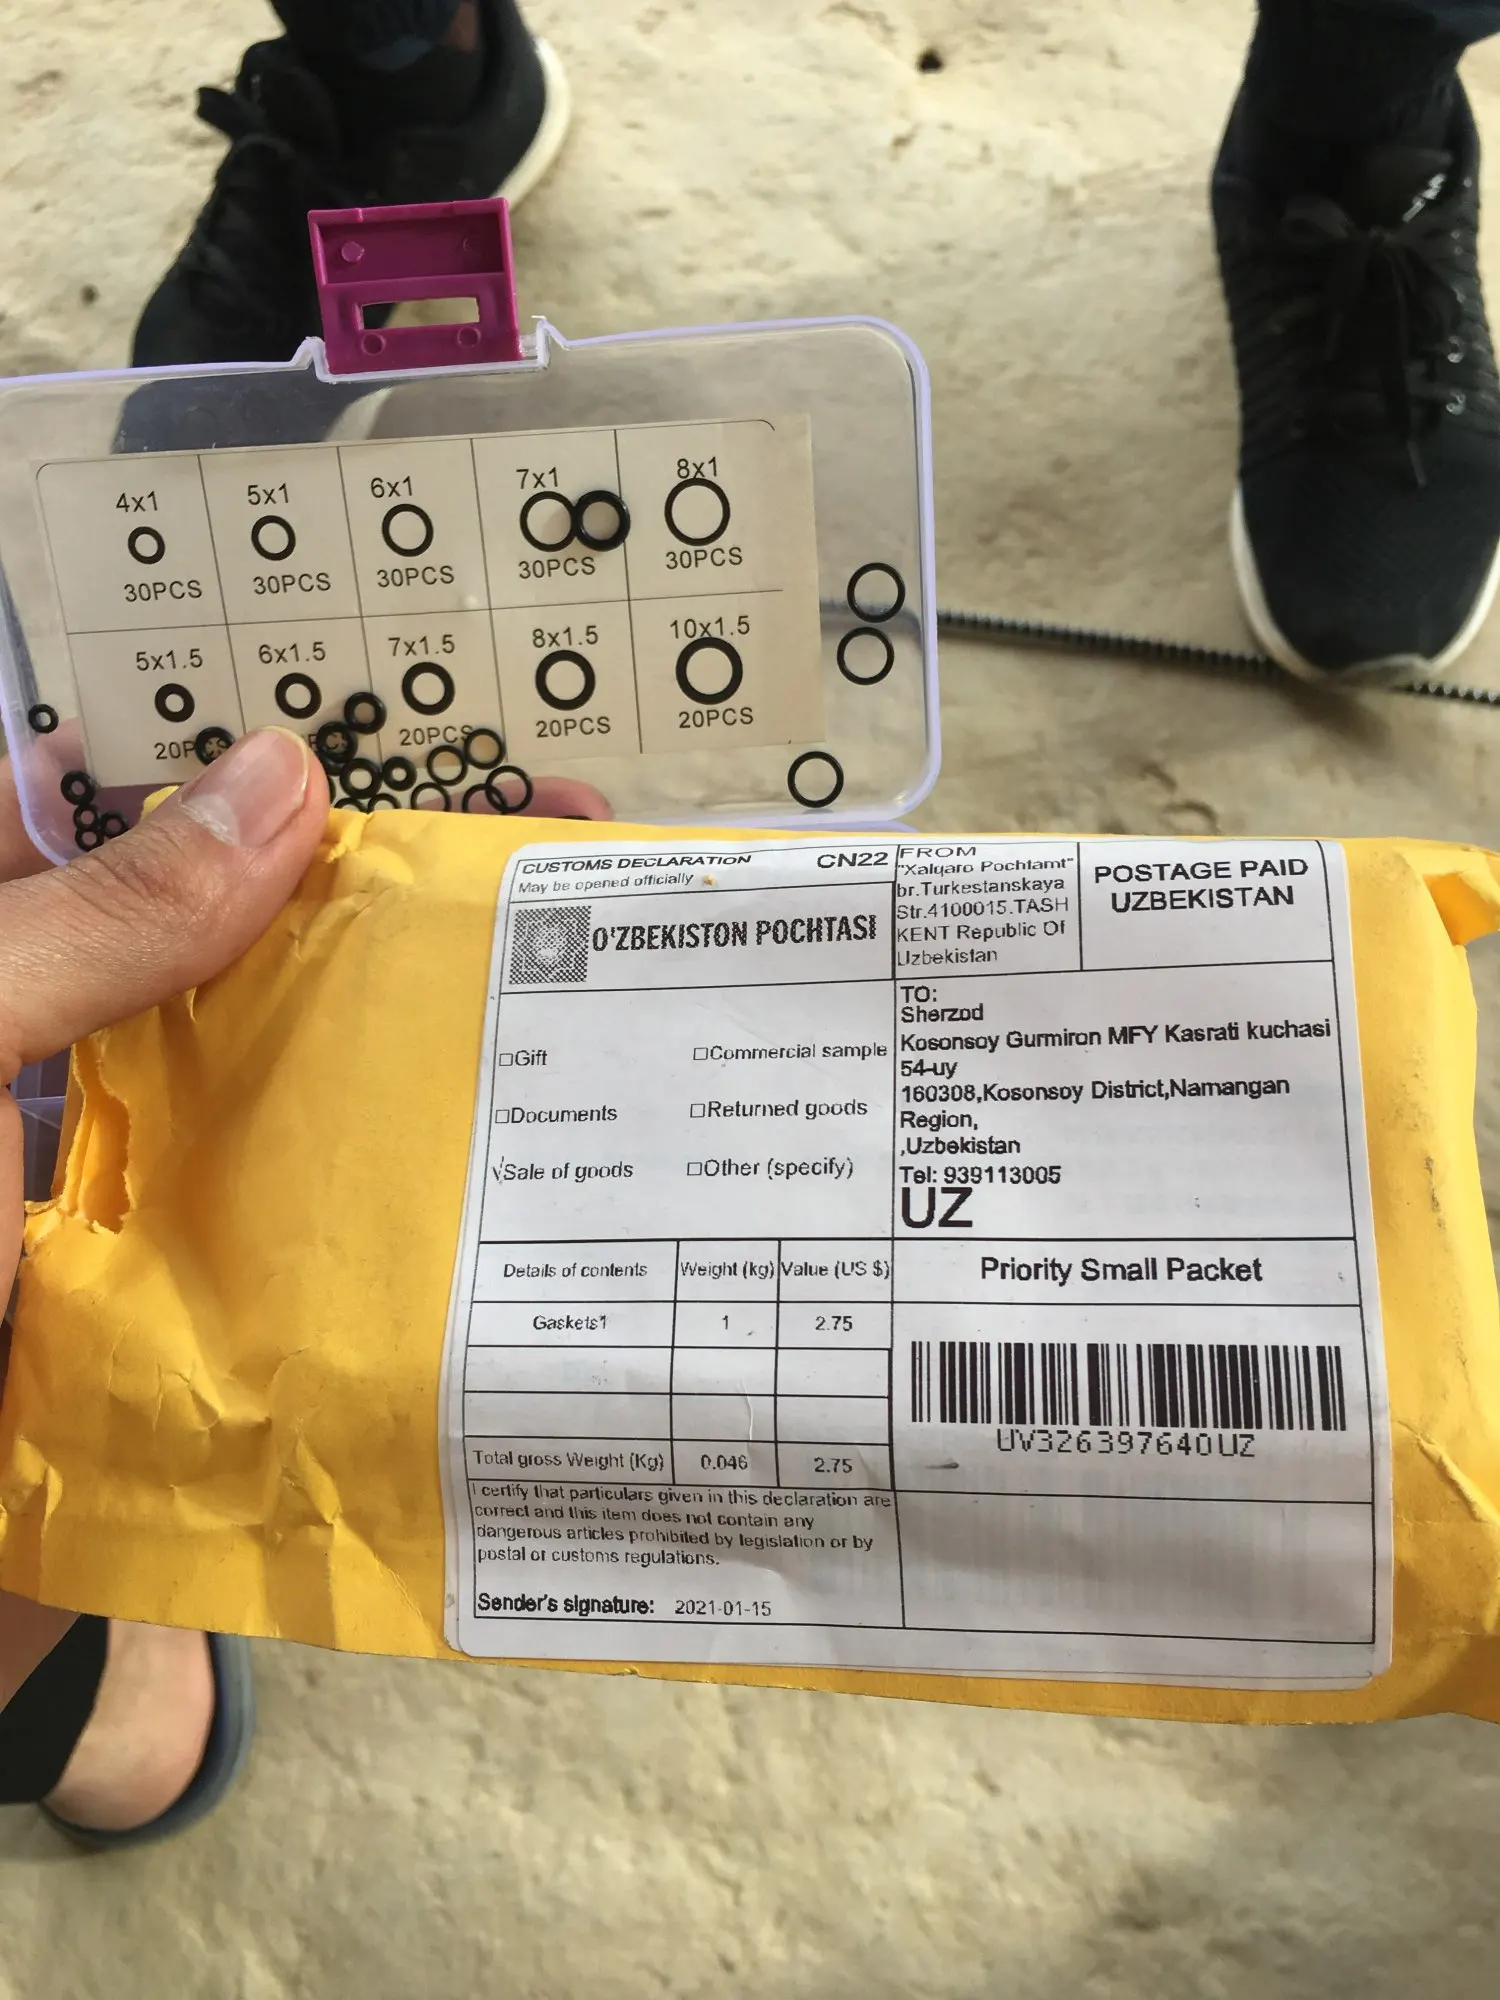 4x1 5x1 6x1 7x1 8x1
30PCS 30PCS 30PCS 30PCS 30PCS
5x1.5 6x1.5 7x1.5 8x1.5 10x1.5
20PCS PCS 20PCS 20PCS 20PCS
CUSTOMS DECLARATION CN22
May be opened officially
O'ZBEKISTON POCHTASI
FROM
"Xalqaro Pochtamt"
br.Turkestanskaya
Str.4100015.TASH
KENT Republic Of
Uzbekistan
POSTAGE PAID
UZBEKISTAN
□Gift □Commercial sample
□Documents □Returned goods
√Sale of goods □Other (specify)
TO:
Sherzod
Kosonsoy Gurmiron MFY Kasrati kuchasi
54-uy
160308,Kosonsoy District,Namangan
Region,
,Uzbekistan
Tel: 939113005
UZ
Details of contents Weight (kg) Value (US $)
Gaskets1 1 2.75
Total gross Weight (Kg) 0.046 2.75
I certify that particulars given in this declaration are
correct and this item does not contain any
dangerous articles prohibited by legislation or by
postal or customs regulations.
Sender's signature: 2021-01-15
Priority Small Packet
UV326397640UZ